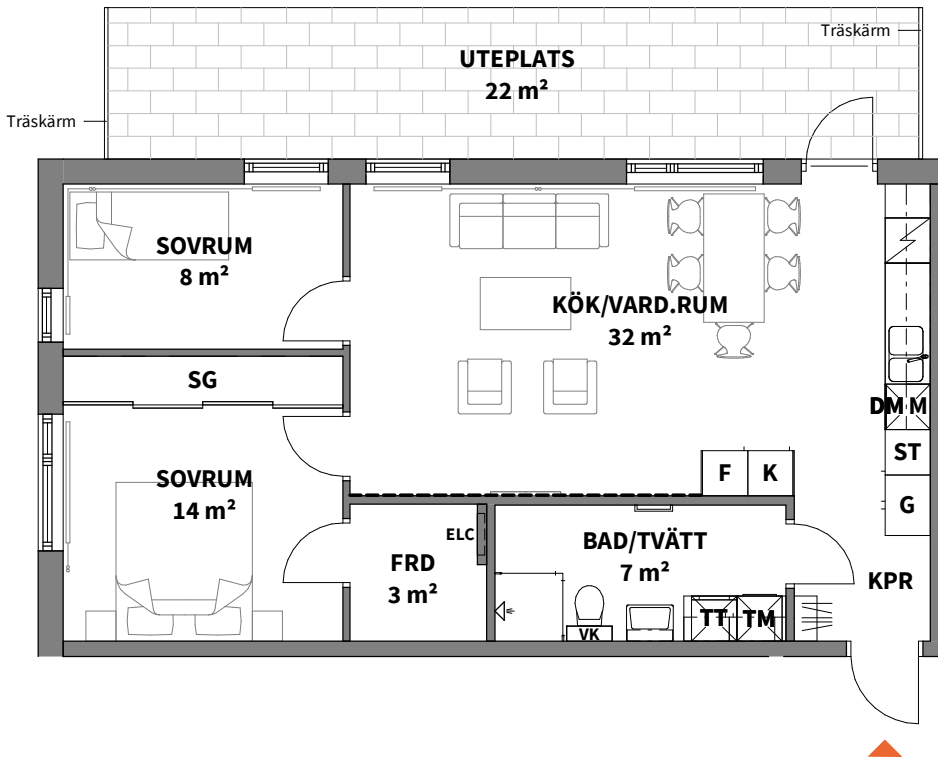 Träskärm
UTEPLATS
22 m²
Träskärm
SOVRUM
8 m²
KÖK/VARD.RUM
32 m²
SG
DM M
ST
SOVRUM
14 m²
F K
G
ELC
BAD/TVÄTT
7 m²
FRD
3 m²
KPR
TT TM
VK